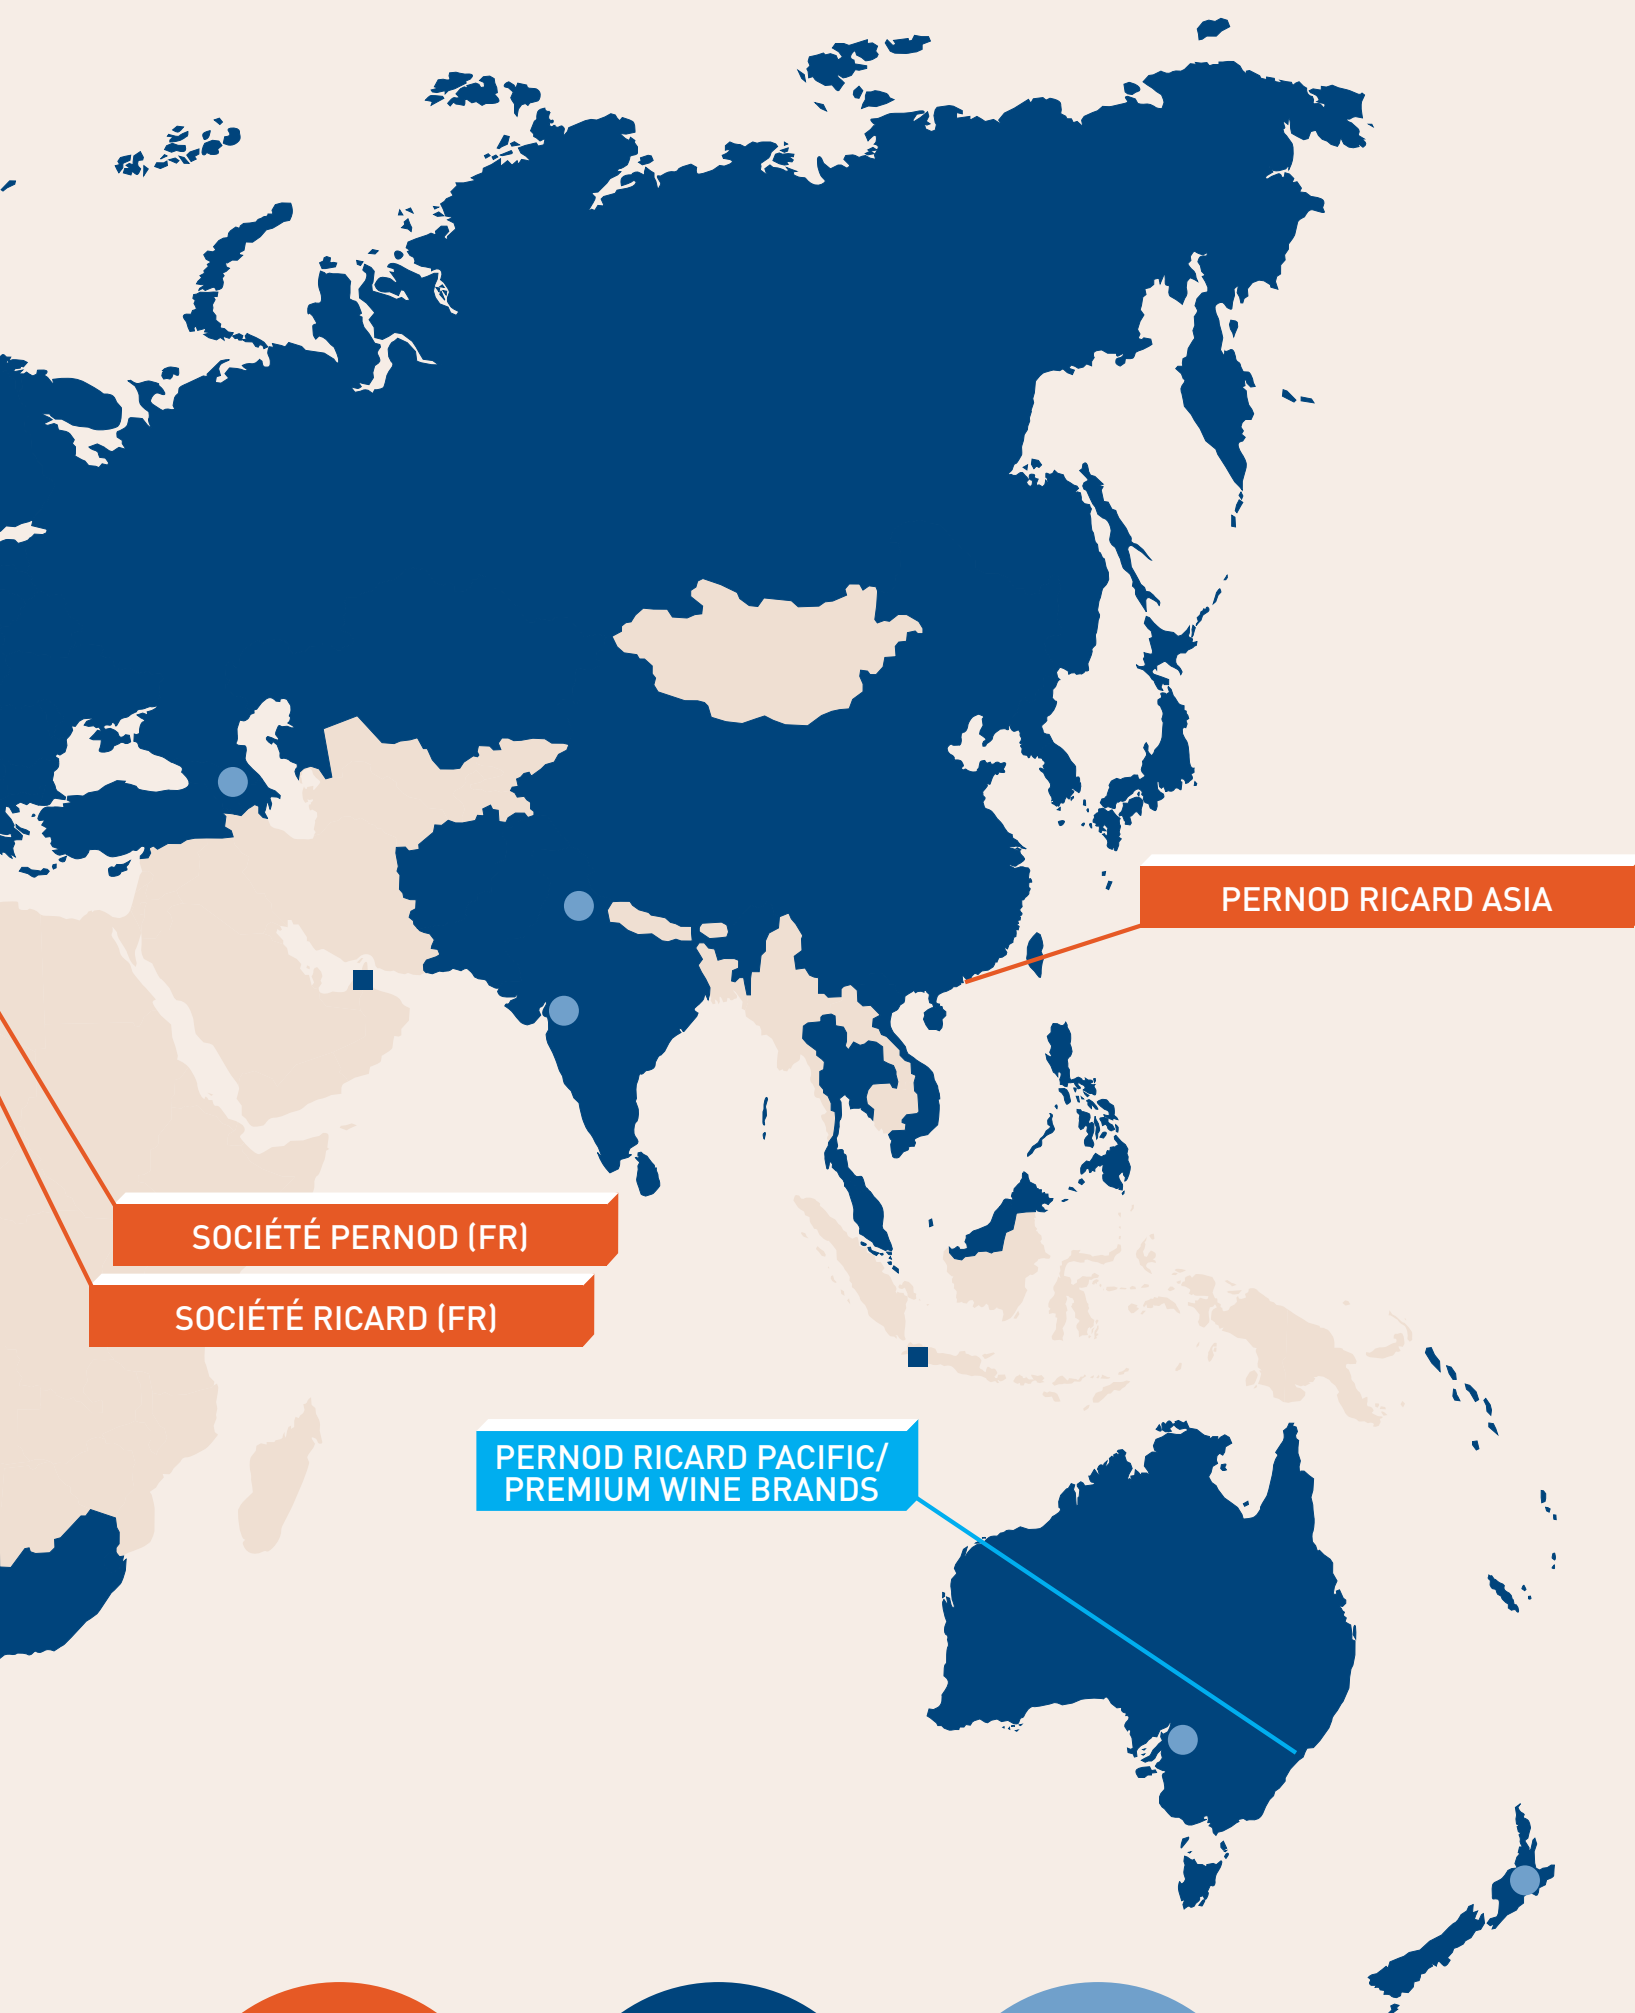 PERNOD RICARD ASIA
SOCIÉTÉ PERNOD (FR)
SOCIÉTÉ RICARD (FR)
PERNOD RICARD PACIFIC/
PREMIUM WINE BRANDS